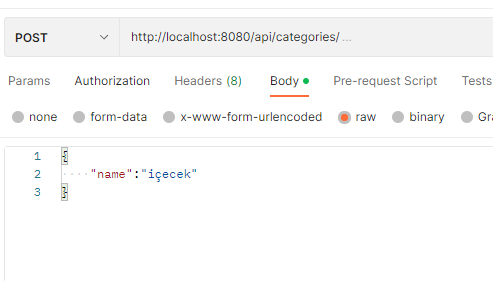 POST http://localhost:8080/api/categories/ ...
Params Authorization Headers (8) Body Pre-request Script Tests
none form-data x-www-form-urlencoded raw binary
1 {
2 "name":"içecek"
3 }